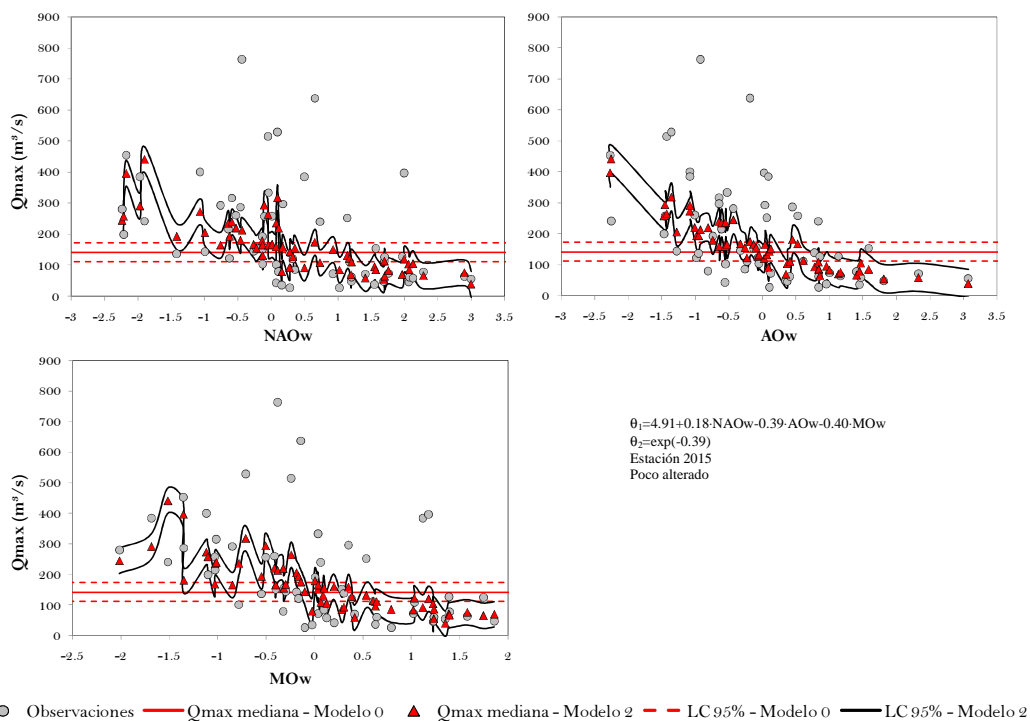 900
800
700
600
500
400
300
200
100
0
Qmax (m³/s)
-3 -2.5 -2 -1.5 -1 -0.5 0 0.5 1 1.5 2 2.5 3 3.5
NAOw
900
800
700
600
500
400
300
200
100
0
-3 -2.5 -2 -1.5 -1 -0.5 0 0.5 1 1.5 2 2.5 3 3.5
AOw
900
800
700
600
500
400
300
200
100
0
Qmax (m³/s)
-2.5 -2 -1.5 -1 -0.5 0 0.5 1 1.5 2
MOw
θ₁=4.91+0.18·NAOw-0.39·AOw-0.40·MOw
θ₂=exp(-0.39)
Estación 2015
Poco alterado
Observaciones Qmax mediana - Modelo 0 Qmax mediana - Modelo 2 LC 95% - Modelo 0 LC 95% - Modelo 2